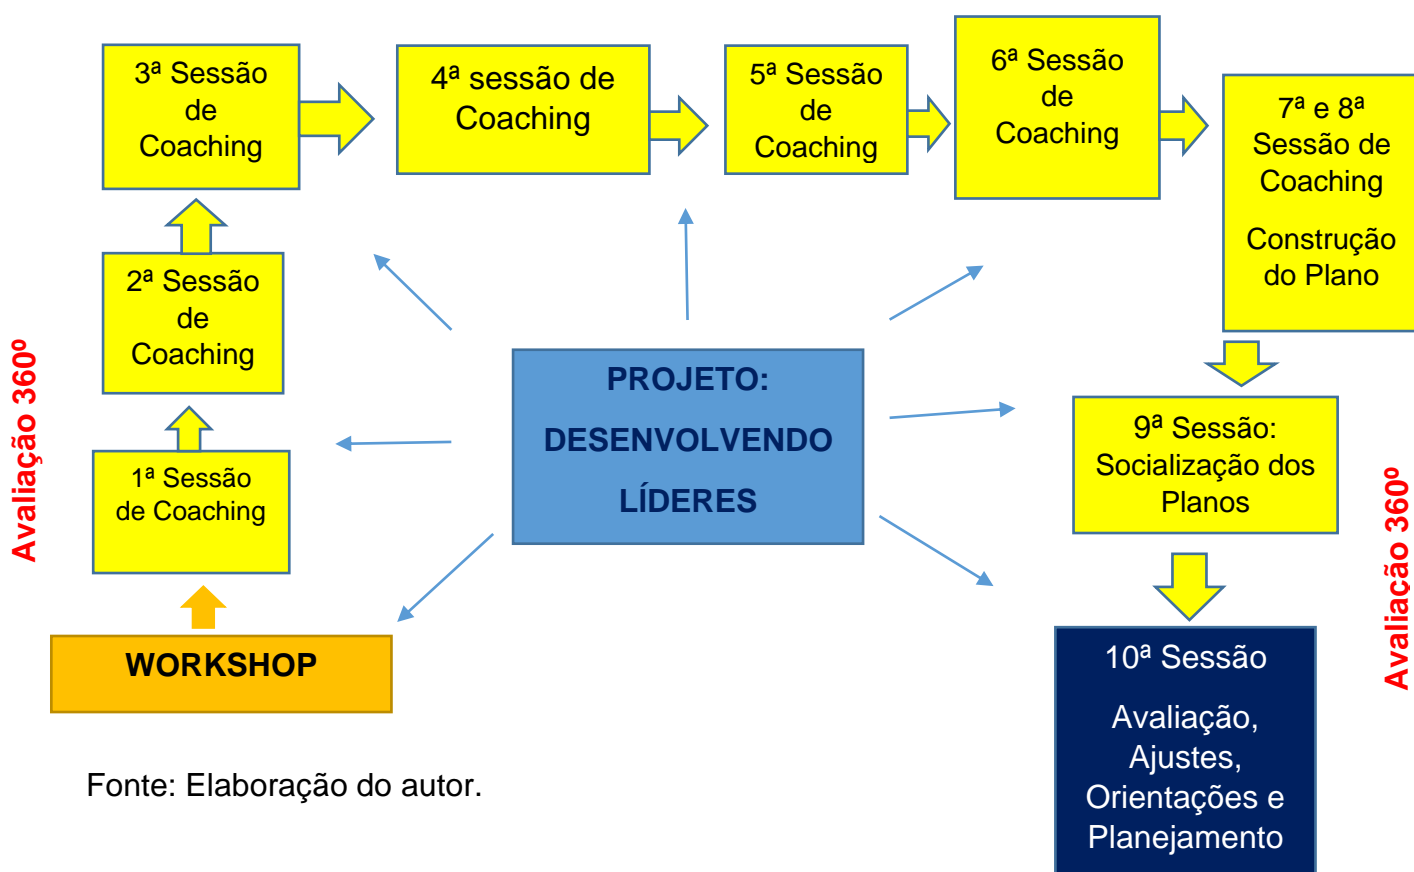 3ª Sessão
de
Coaching
4ª sessão de
Coaching
5ª Sessão
de
Coaching
6ª Sessão
de
Coaching
7ª e 8ª
Sessão de
Coaching
Construção
do Plano
2ª Sessão
de
Coaching
Avaliação 360º
PROJETO:
DESENVOLVENDO
LÍDERES
9ª Sessão:
Socialização dos
Planos
1ª Sessão
de Coaching
Avaliação 360º
WORKSHOP
10ª Sessão
Avaliação,
Ajustes,
Orientações e
Planejamento
Fonte: Elaboração do autor.